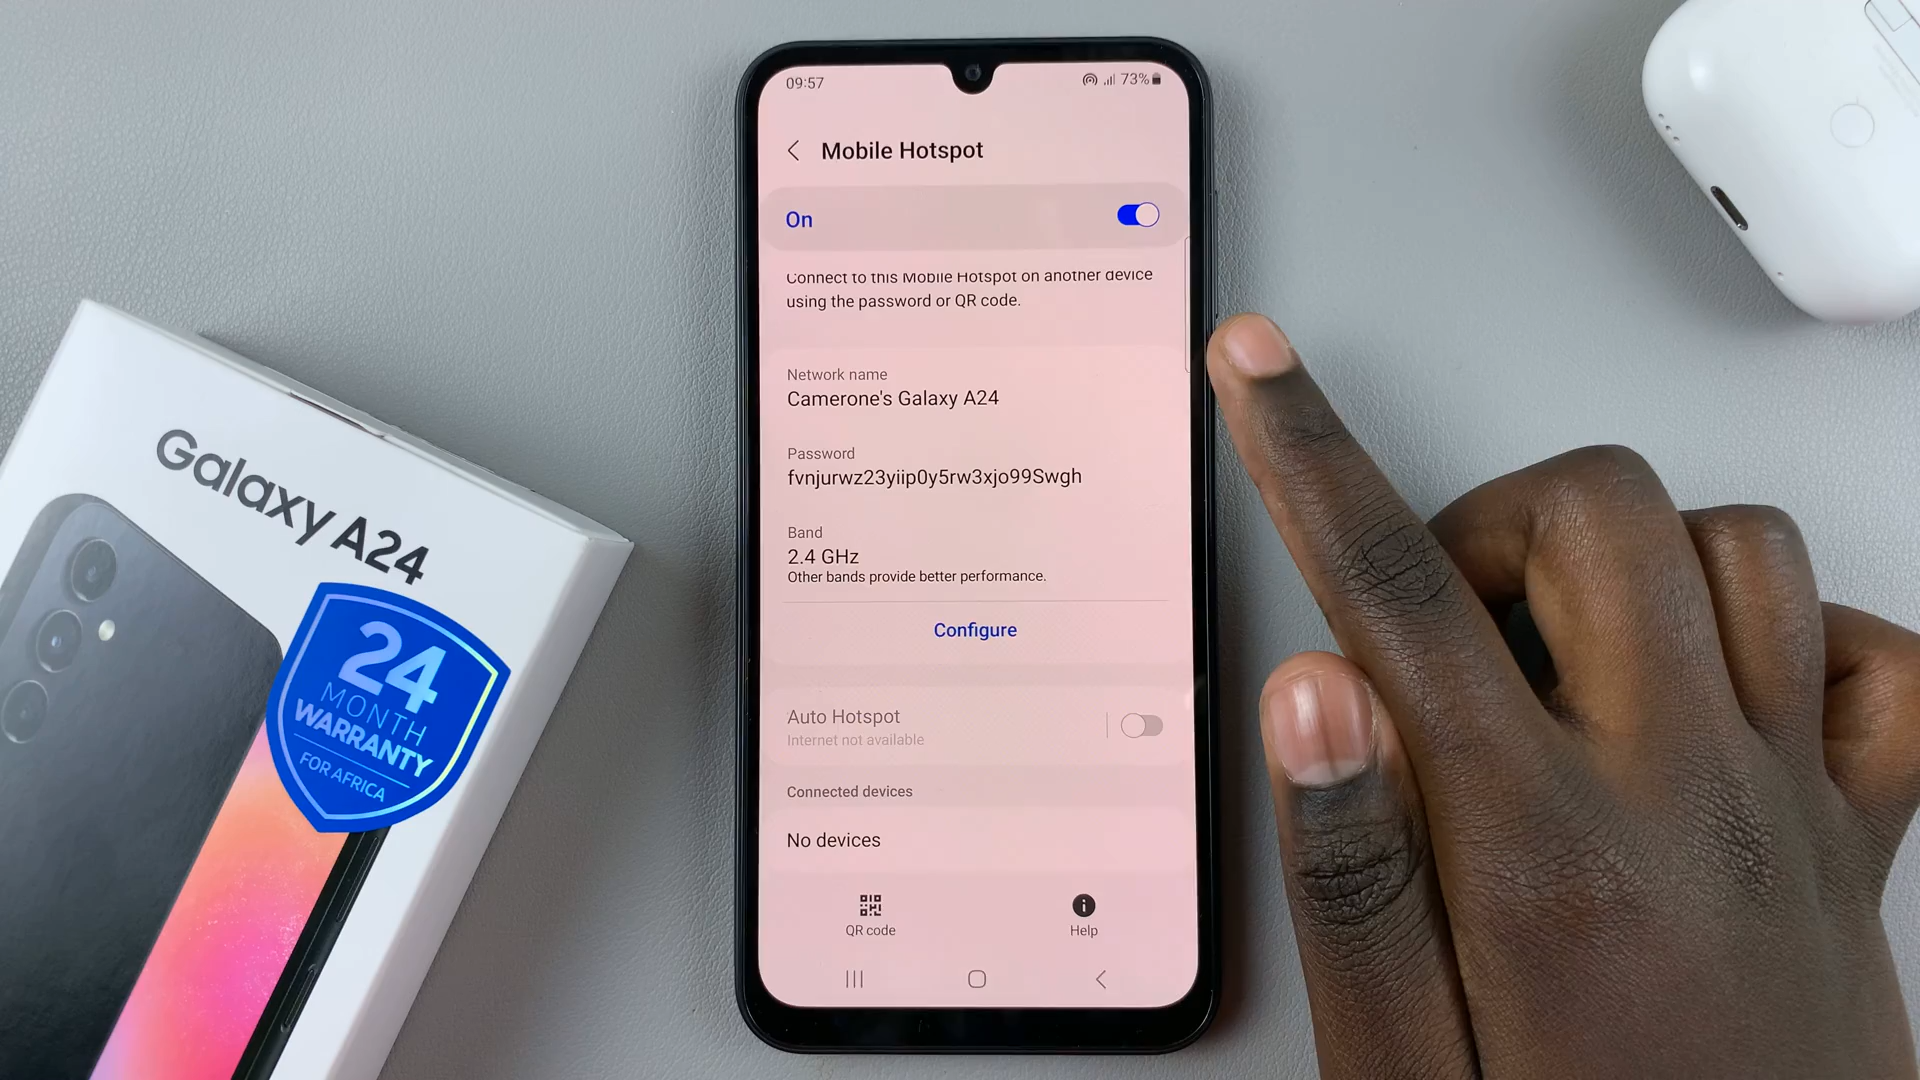 09:57
73%
Mobile Hotspot
On
Connect to this Mobile Hotspot on another device
using the password or QR code.
Network name
Camerone's Galaxy A24
Password
fvnjurwz23yiip0y5rw3xjo99Swgh
Band
2.4 GHz
Other bands provide better performance.
Configure
Auto Hotspot
Internet not available
Connected devices
No devices
QR code
Help
Galaxy A24
24
MONTH
WARRANTY
FOR AFRICA